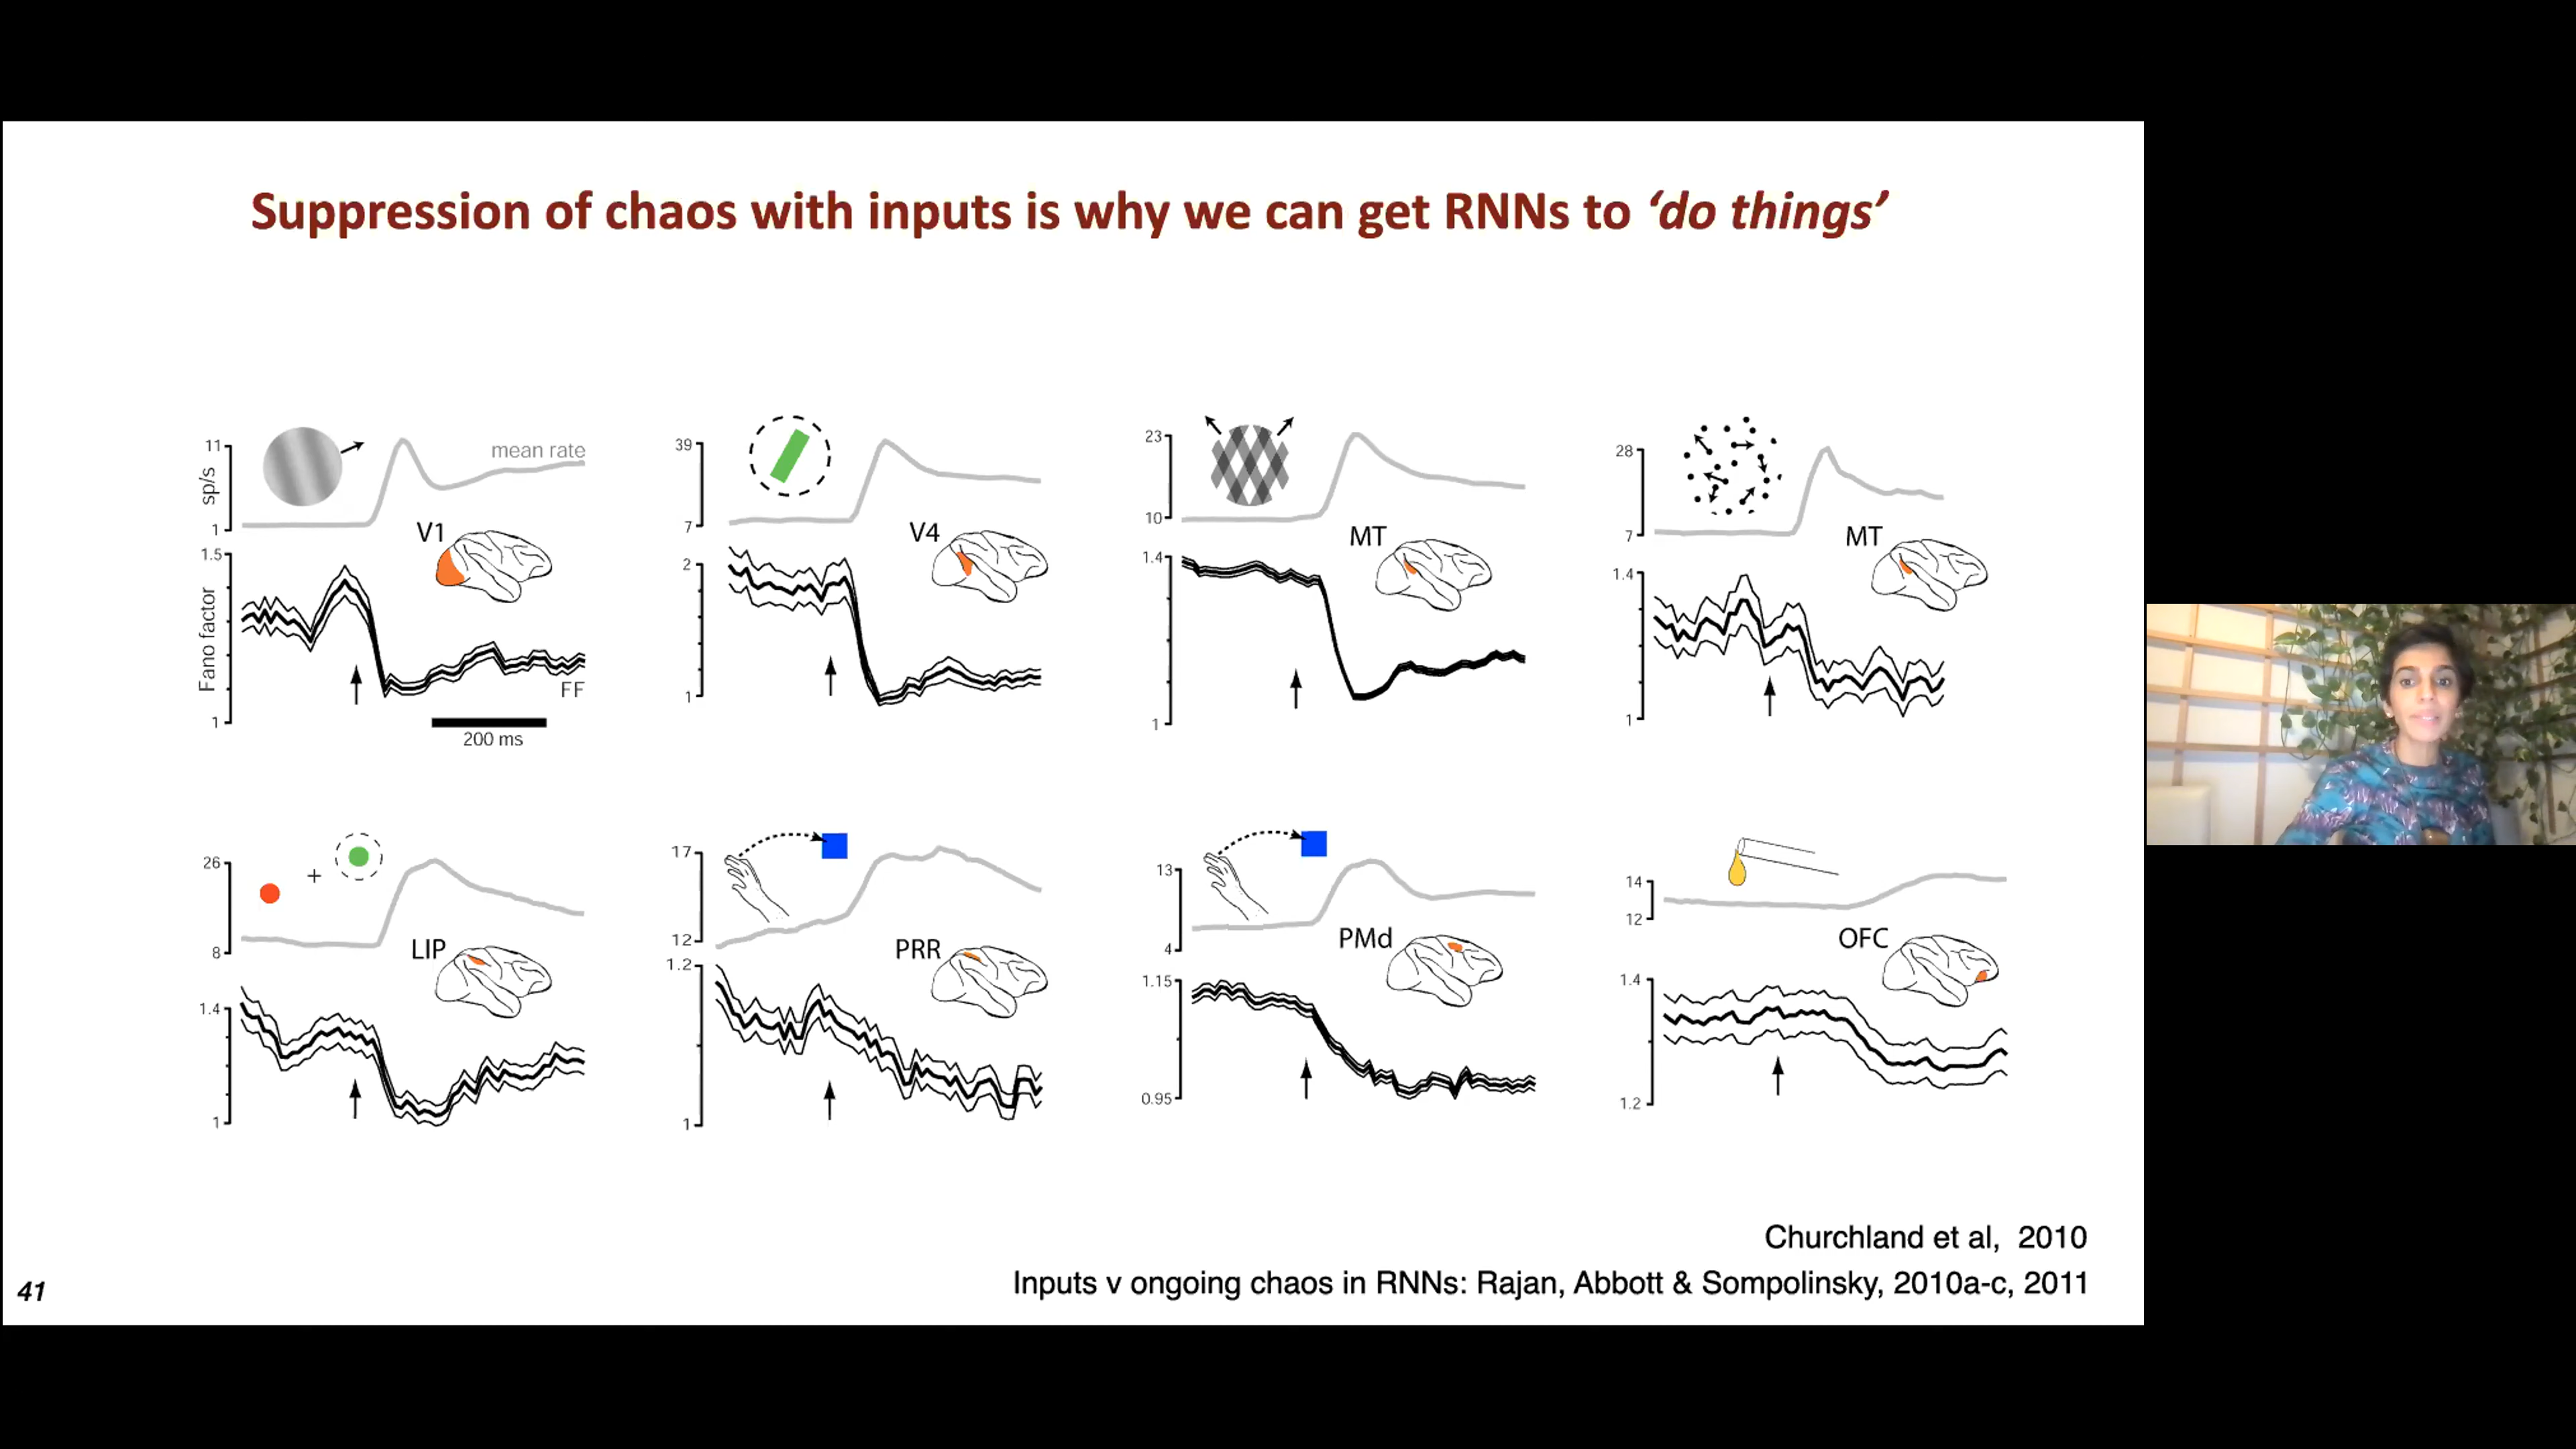 Suppression of chaos with inputs is why we can get RNNs to ‘do things’
11
sp/s
1
mean rate
V1
1.5
Fano factor
1
FF
200 ms
39
7
V4
2
1
23
10
MT
1.4
1
28
7
MT
1.4
1
26
8
+
LIP
1.4
1
17
12
PRR
1.2
1
13
4
PMd
1.15
0.95
14
12
OFC
1.4
1.2
Churchland et al, 2010
Inputs v ongoing chaos in RNNs: Rajan, Abbott & Sompolinsky, 2010a-c, 2011
41